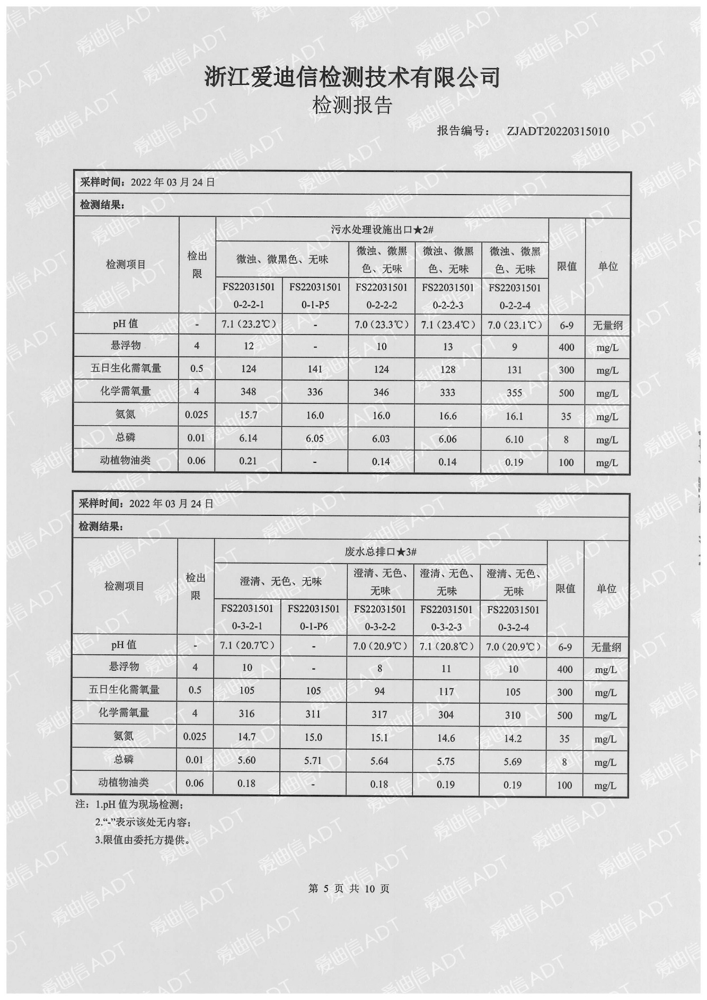 浙江爱迪信检测技术有限公司
检测报告
报告编号： ZJADT20220315010
采样时间：2022 年 03 月 24 日
检测结果：
检测项目 检出限 污水处理设施出口★2# 限值 单位
微浊、微黑色、无味 微浊、微黑色、无味 微浊、微黑色、无味 微浊、微黑色、无味
FS220315010-2-2-1 FS220315010-1-P5 FS220315010-2-2-2 FS220315010-2-2-3 FS220315010-2-2-4
pH 值 - 7.1（23.2℃） - 7.0（23.3℃） 7.1（23.4℃） 7.0（23.1℃） 6-9 无量纲
悬浮物 4 12 - 10 13 9 400 mg/L
五日生化需氧量 0.5 124 141 124 128 131 300 mg/L
化学需氧量 4 348 336 346 333 355 500 mg/L
氨氮 0.025 15.7 16.0 16.0 16.6 16.1 35 mg/L
总磷 0.01 6.14 6.05 6.03 6.06 6.10 8 mg/L
动植物油类 0.06 0.21 - 0.14 0.14 0.19 100 mg/L
采样时间：2022 年 03 月 24 日
检测结果：
检测项目 检出限 废水总排口★3# 限值 单位
澄清、无色、无味 澄清、无色、无味 澄清、无色、无味 澄清、无色、无味
FS220315010-3-2-1 FS220315010-1-P6 FS220315010-3-2-2 FS220315010-3-2-3 FS220315010-3-2-4
pH 值 - 7.1（20.7℃） - 7.0（20.9℃） 7.1（20.8℃） 7.0（20.9℃） 6-9 无量纲
悬浮物 4 10 - 8 11 10 400 mg/L
五日生化需氧量 0.5 105 105 94 117 105 300 mg/L
化学需氧量 4 316 311 317 304 310 500 mg/L
氨氮 0.025 14.7 15.0 15.1 14.6 14.2 35 mg/L
总磷 0.01 5.60 5.71 5.64 5.75 5.69 8 mg/L
动植物油类 0.06 0.18 - 0.18 0.19 0.19 100 mg/L
注：1.pH 值为现场检测；
2.“-”表示该处无内容；
3.限值由委托方提供。
第 5 页 共 10 页
爱迪信 ADT